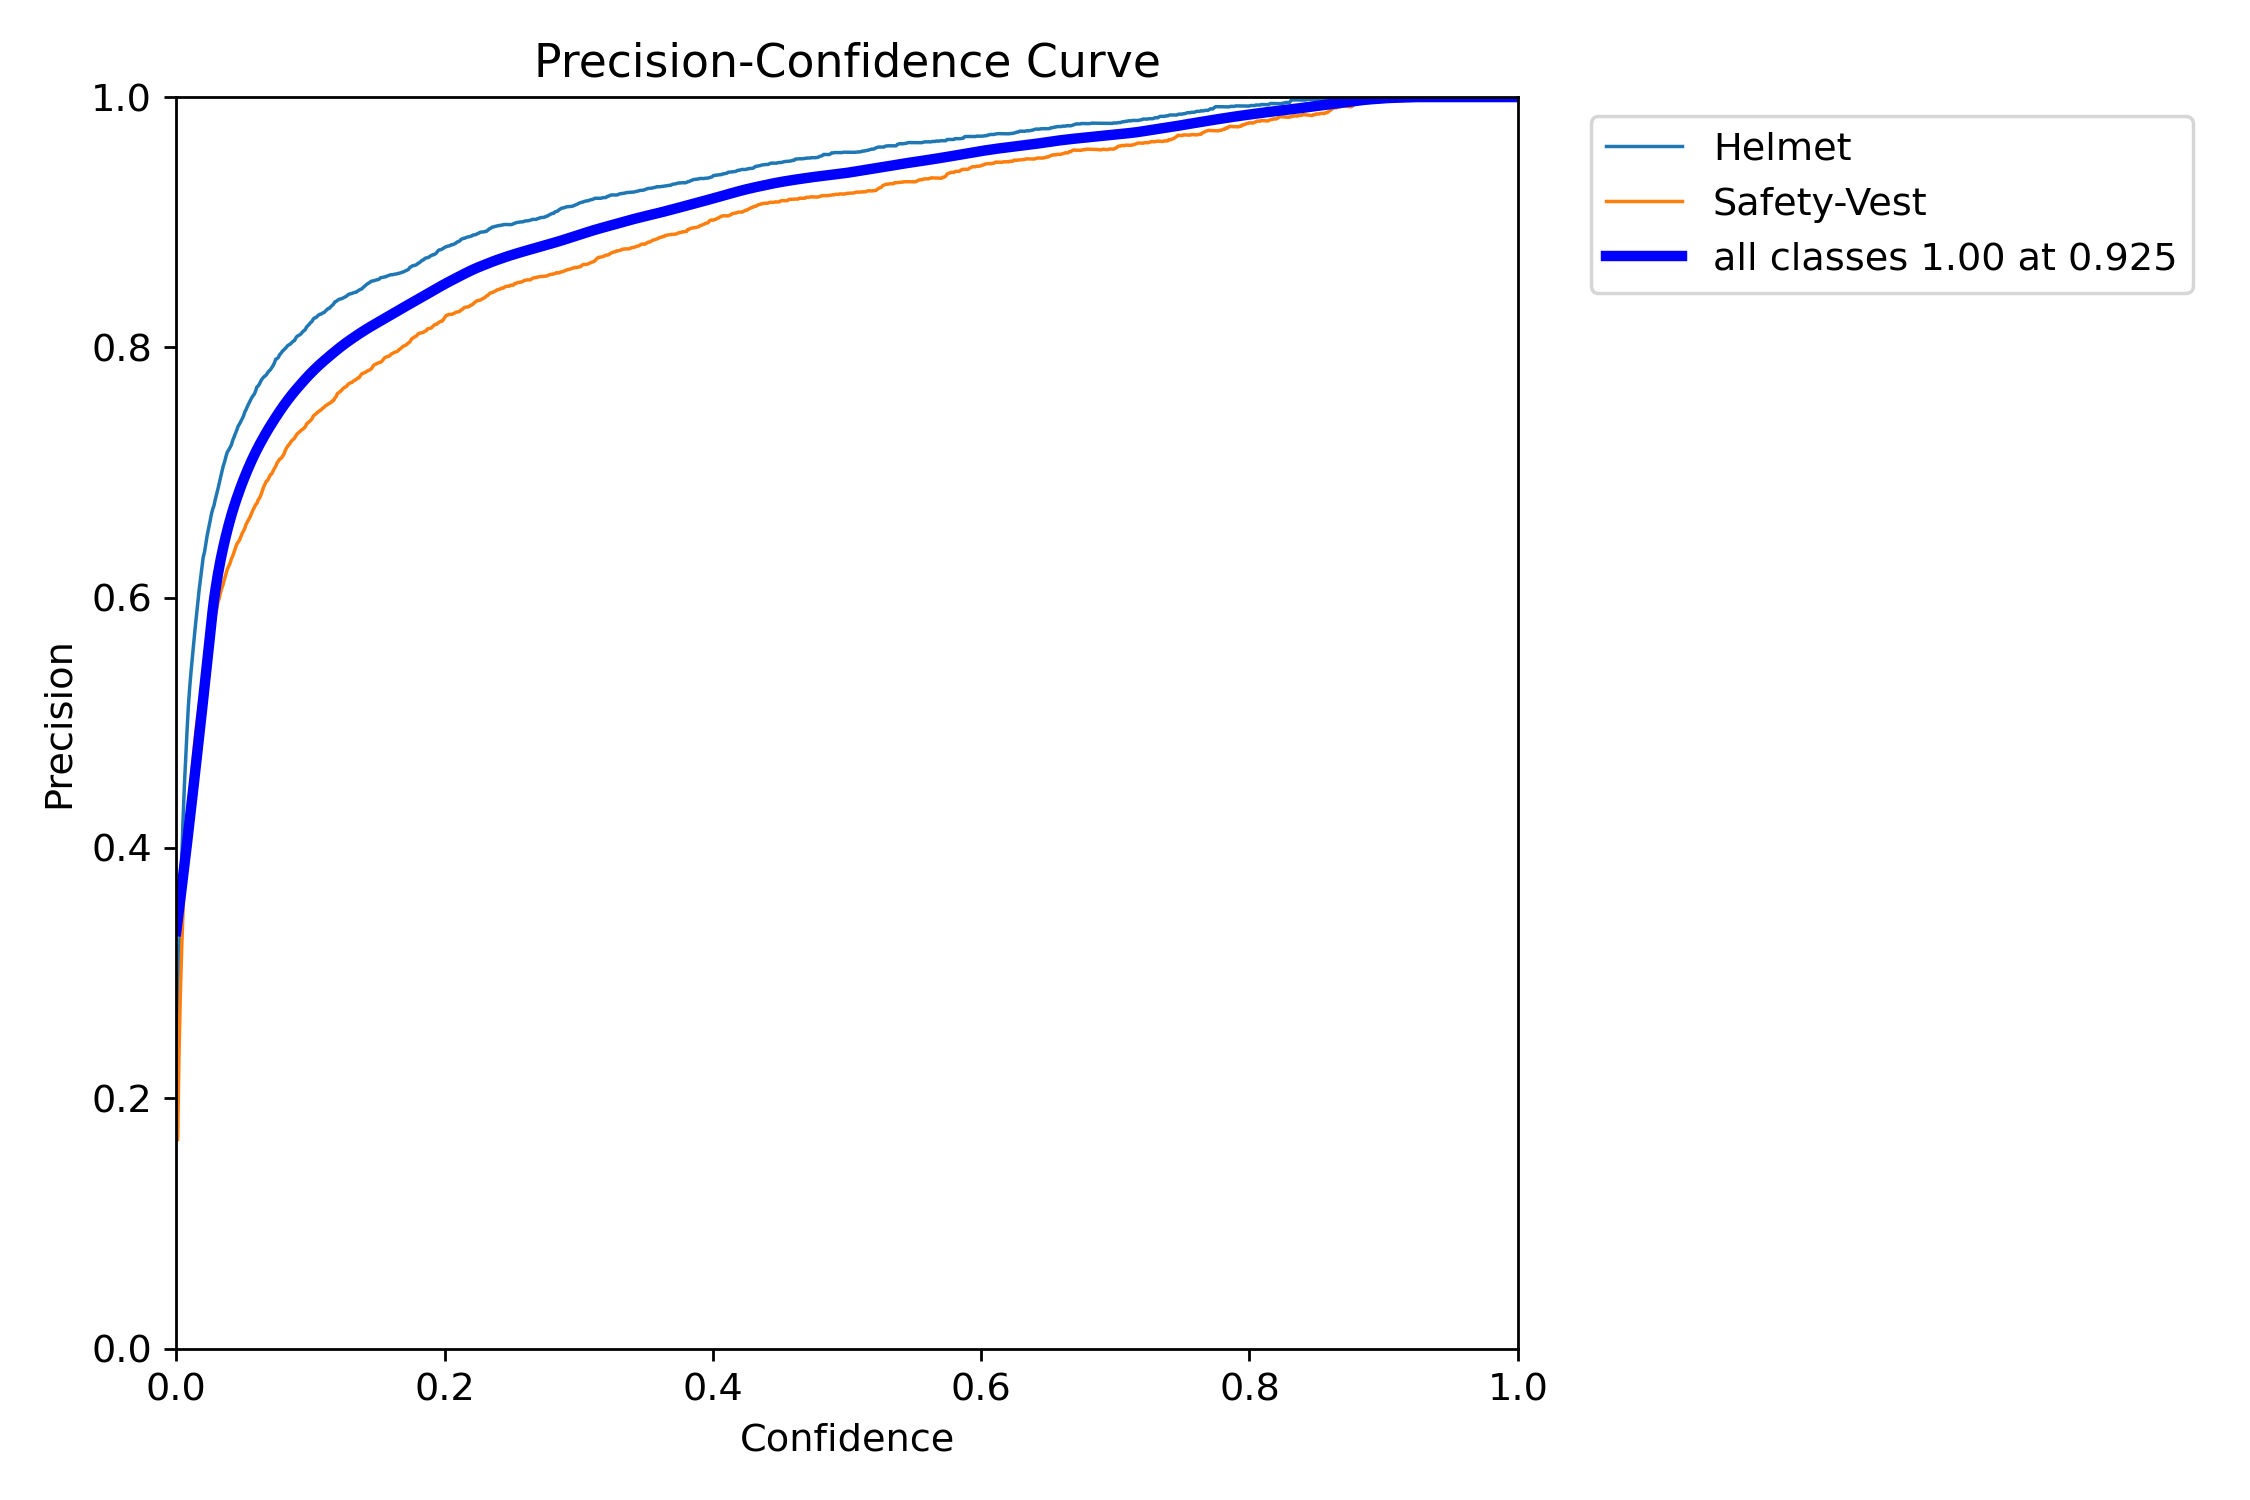 Precision-Confidence Curve
1.0
0.8
0.6
0.4
0.2
0.0
Precision
0.0 0.2 0.4 0.6 0.8 1.0
Confidence
Helmet
Safety-Vest
all classes 1.00 at 0.925